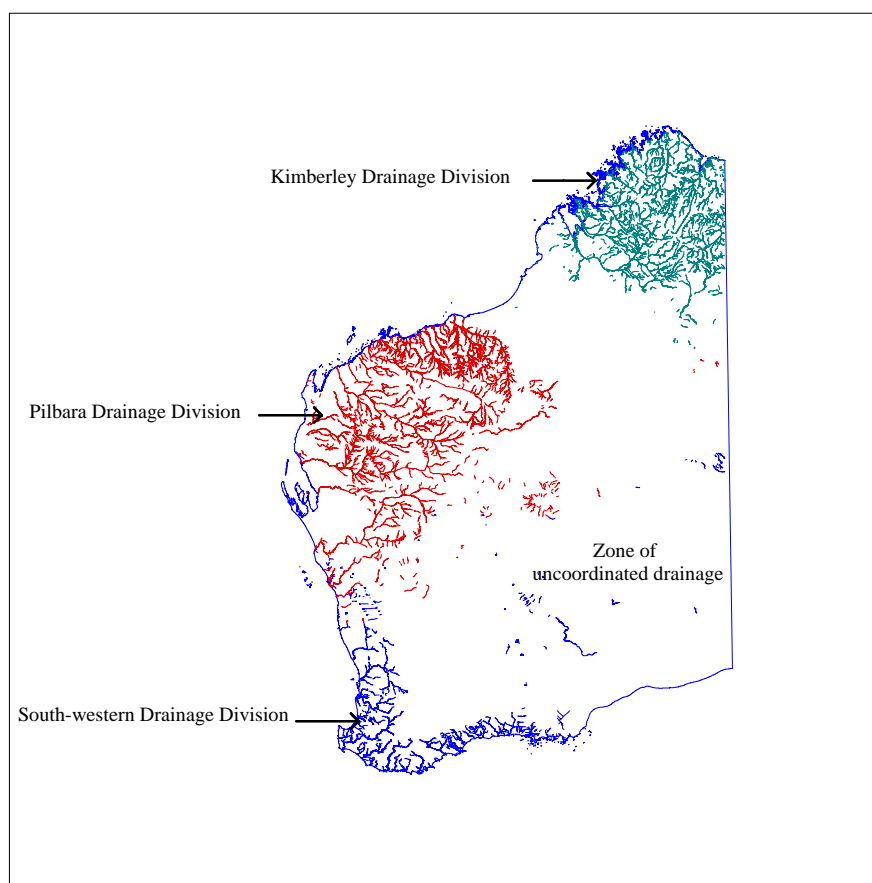 Kimberley Drainage Division
Pilbara Drainage Division
Zone of
uncoordinated drainage
South-western Drainage Division